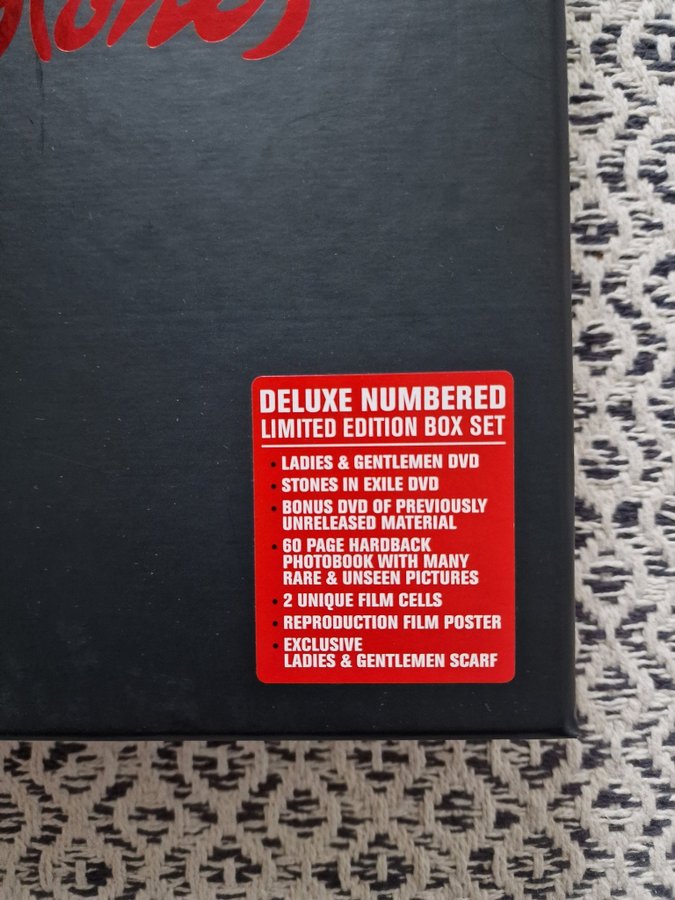 Stones
DELUXE NUMBERED
LIMITED EDITION BOX SET
• LADIES & GENTLEMEN DVD
• STONES IN EXILE DVD
• BONUS DVD OF PREVIOUSLY
UNRELEASED MATERIAL
• 60 PAGE HARDBACK
PHOTOBOOK WITH MANY
RARE & UNSEEN PICTURES
• 2 UNIQUE FILM CELLS
• REPRODUCTION FILM POSTER
• EXCLUSIVE
LADIES & GENTLEMEN SCARF